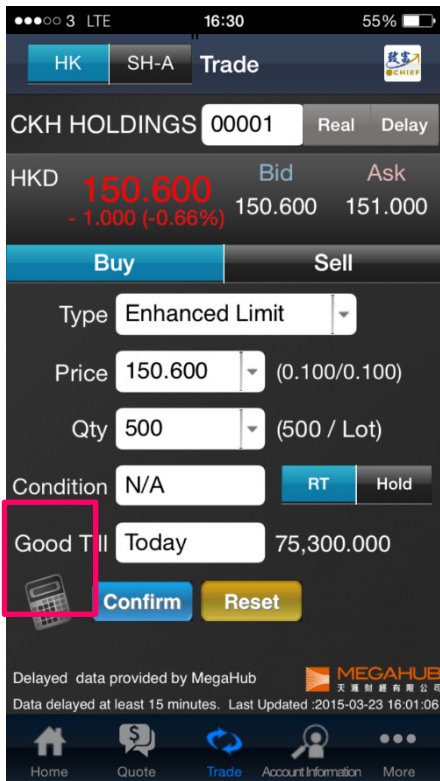 3 LTE 16:30 55%
HK SH-A Trade 致富 CHIEF
CKH HOLDINGS 00001 Real Delay
HKD 150.600 Bid Ask
- 1.000 (-0.66%) 150.600 151.000
Buy Sell
Type Enhanced Limit
Price 150.600 (0.100/0.100)
Qty 500 (500 / Lot)
Condition N/A RT Hold
Good Till Today 75,300.000
Confirm Reset
Delayed data provided by MegaHub MEGAHUB
天滙財經有限公司
Data delayed at least 15 minutes. Last Updated :2015-03-23 16:01:06
Home Quote Trade Account Information More